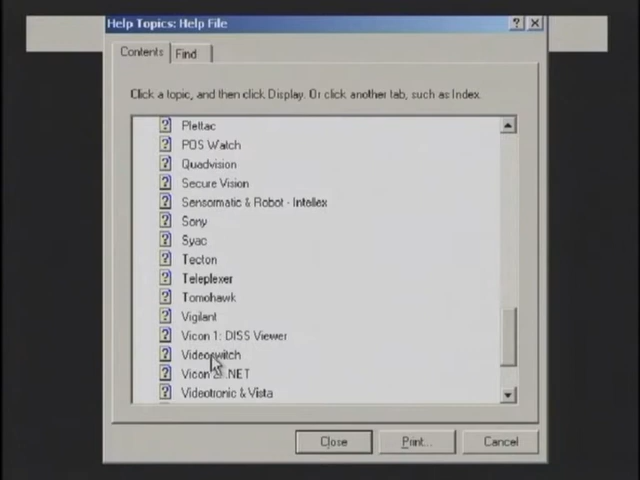 Help Topics: Help File
Contents
Find
Click a topic, and then click Display. Or click another tab, such as Index.
Plettac
POS Watch
Quadvision
Secure Vision
Sensormatic & Robot - Intellex
Sony
Syac
Tecton
Teleplexer
Tomohawk
Vigilant
Vicon 1: DISS Viewer
Videoswitch
Vicon 2: .NET
Videotronic & Vista
Close
Print...
Cancel